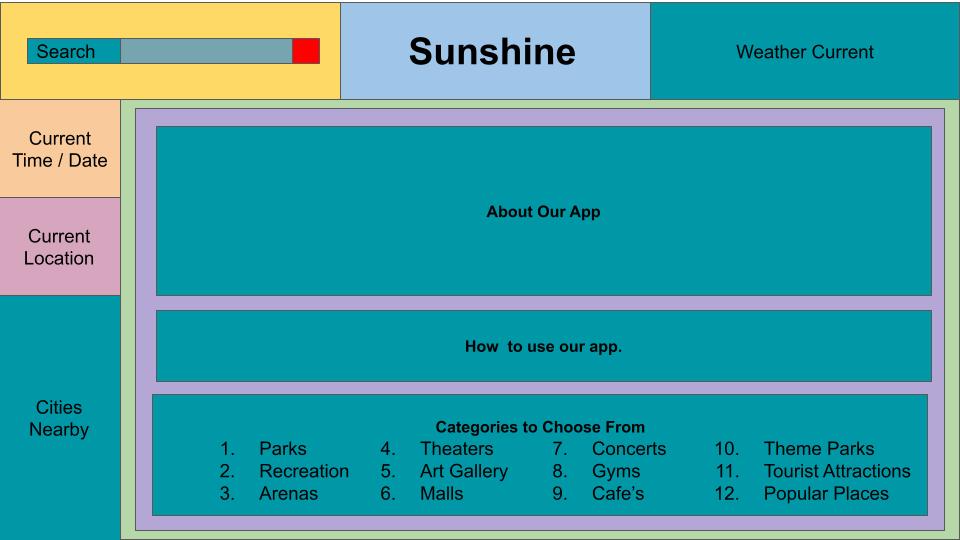 Search
Sunshine
Weather Current
Current
Time / Date
Current
Location
Cities
Nearby
About Our App
How  to use our app.
Categories to Choose From
1. Parks 4. Theaters 7. Concerts 10. Theme Parks
2. Recreation 5. Art Gallery 8. Gyms 11. Tourist Attractions
3. Arenas 6. Malls 9. Cafe’s 12. Popular Places